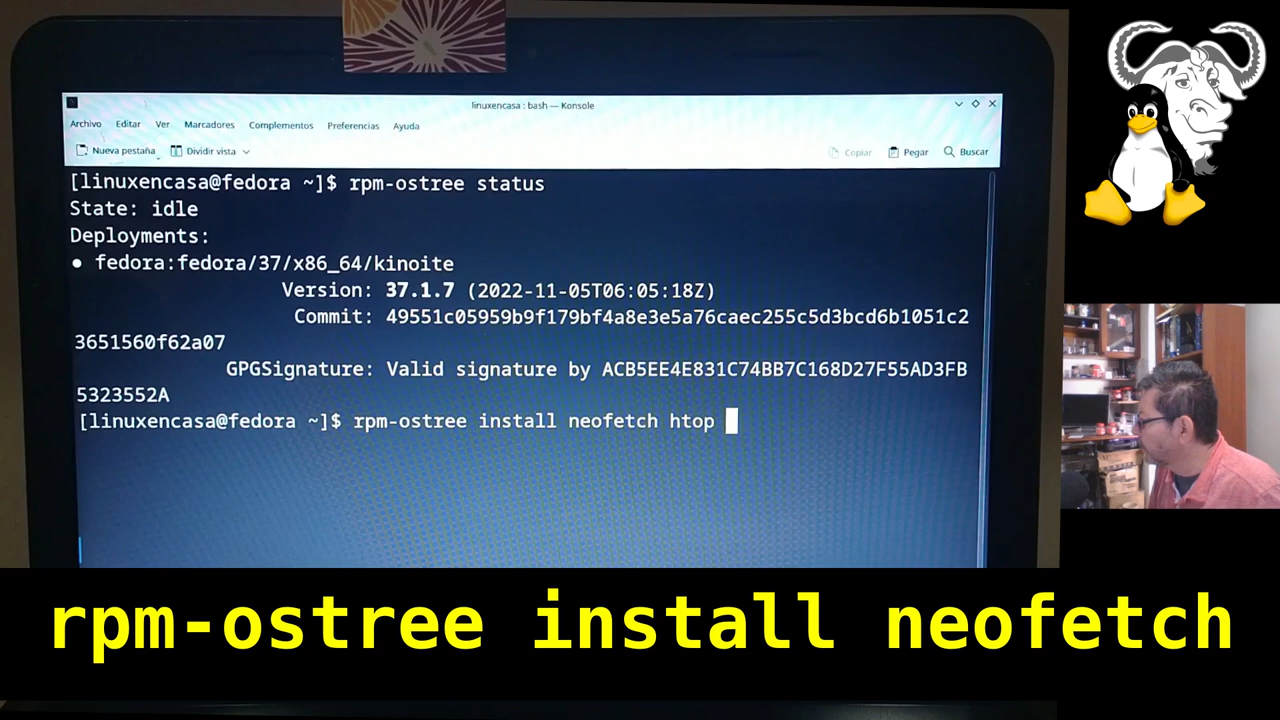 linuxencasa : bash — Konsole
Archivo Editar Ver Marcadores Complementos Preferencias Ayuda
Nueva pestaña Dividir vista Copiar Pegar Buscar
[linuxencasa@fedora ~]$ rpm-ostree status
State: idle
Deployments:
● fedora:fedora/37/x86_64/kinoite
Version: 37.1.7 (2022-11-05T06:05:18Z)
Commit: 49551c05959b9f179bf4a8e3e5a76caec255c5d3bcd6b1051c2
3651560f62a07
GPGSignature: Valid signature by ACB5EE4E831C74BB7C168D27F55AD3FB
5323552A
[linuxencasa@fedora ~]$ rpm-ostree install neofetch htop
rpm-ostree install neofetch